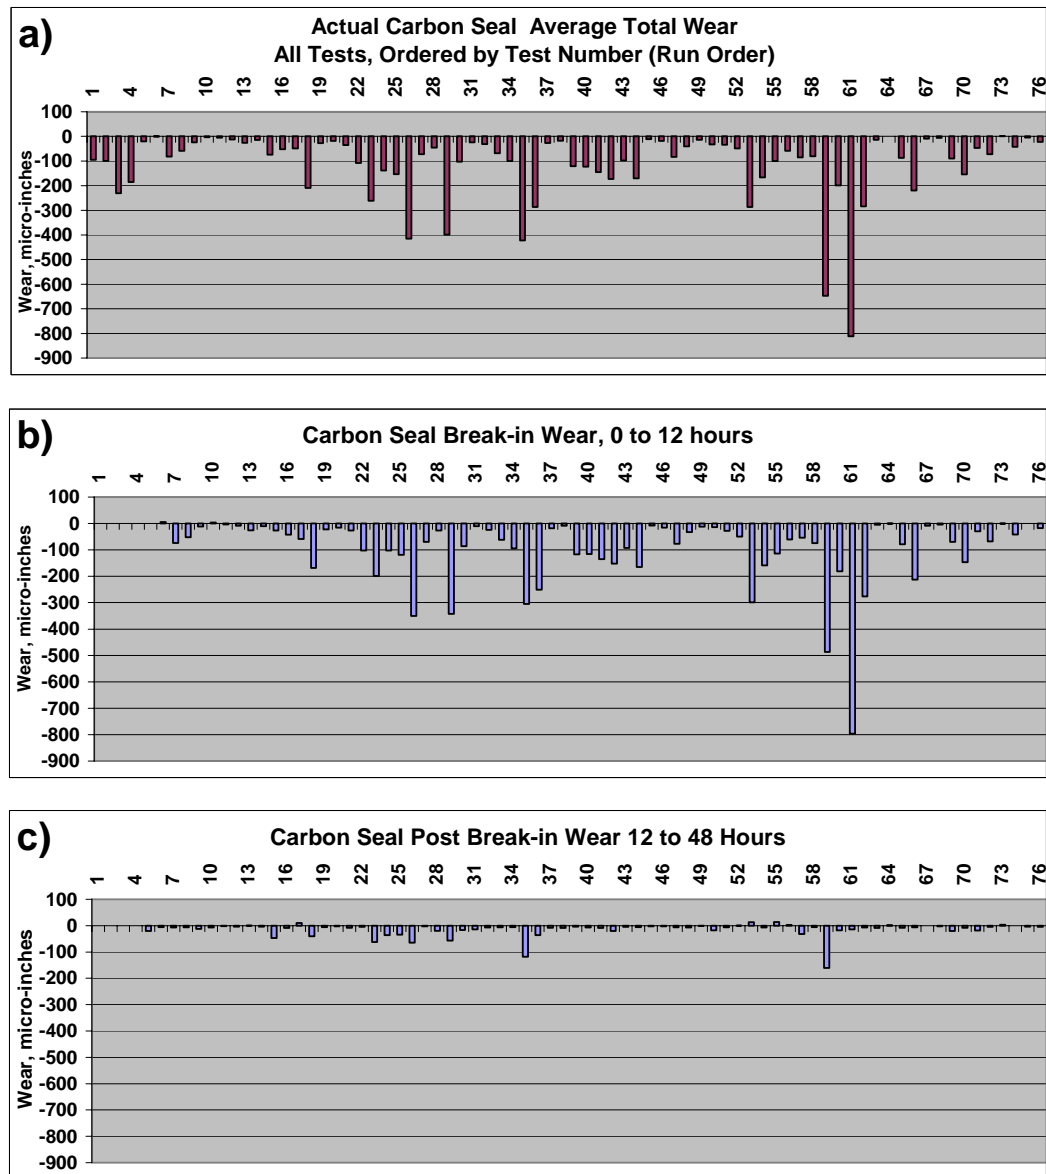 a)
Actual Carbon Seal  Average Total Wear
All Tests, Ordered by Test Number (Run Order)
1 4 7 10 13 16 19 22 25 28 31 34 37 40 43 46 49 52 55 58 61 64 67 70 73 76
Wear, micro-inches
100
0
-100
-200
-300
-400
-500
-600
-700
-800
-900
b)
Carbon Seal Break-in Wear, 0 to 12 hours
1 4 7 10 13 16 19 22 25 28 31 34 37 40 43 46 49 52 55 58 61 64 67 70 73 76
Wear, micro-inches
100
0
-100
-200
-300
-400
-500
-600
-700
-800
-900
c)
Carbon Seal Post Break-in Wear 12 to 48 Hours
1 4 7 10 13 16 19 22 25 28 31 34 37 40 43 46 49 52 55 58 61 64 67 70 73 76
Wear, micro-inches
100
0
-100
-200
-300
-400
-500
-600
-700
-800
-900